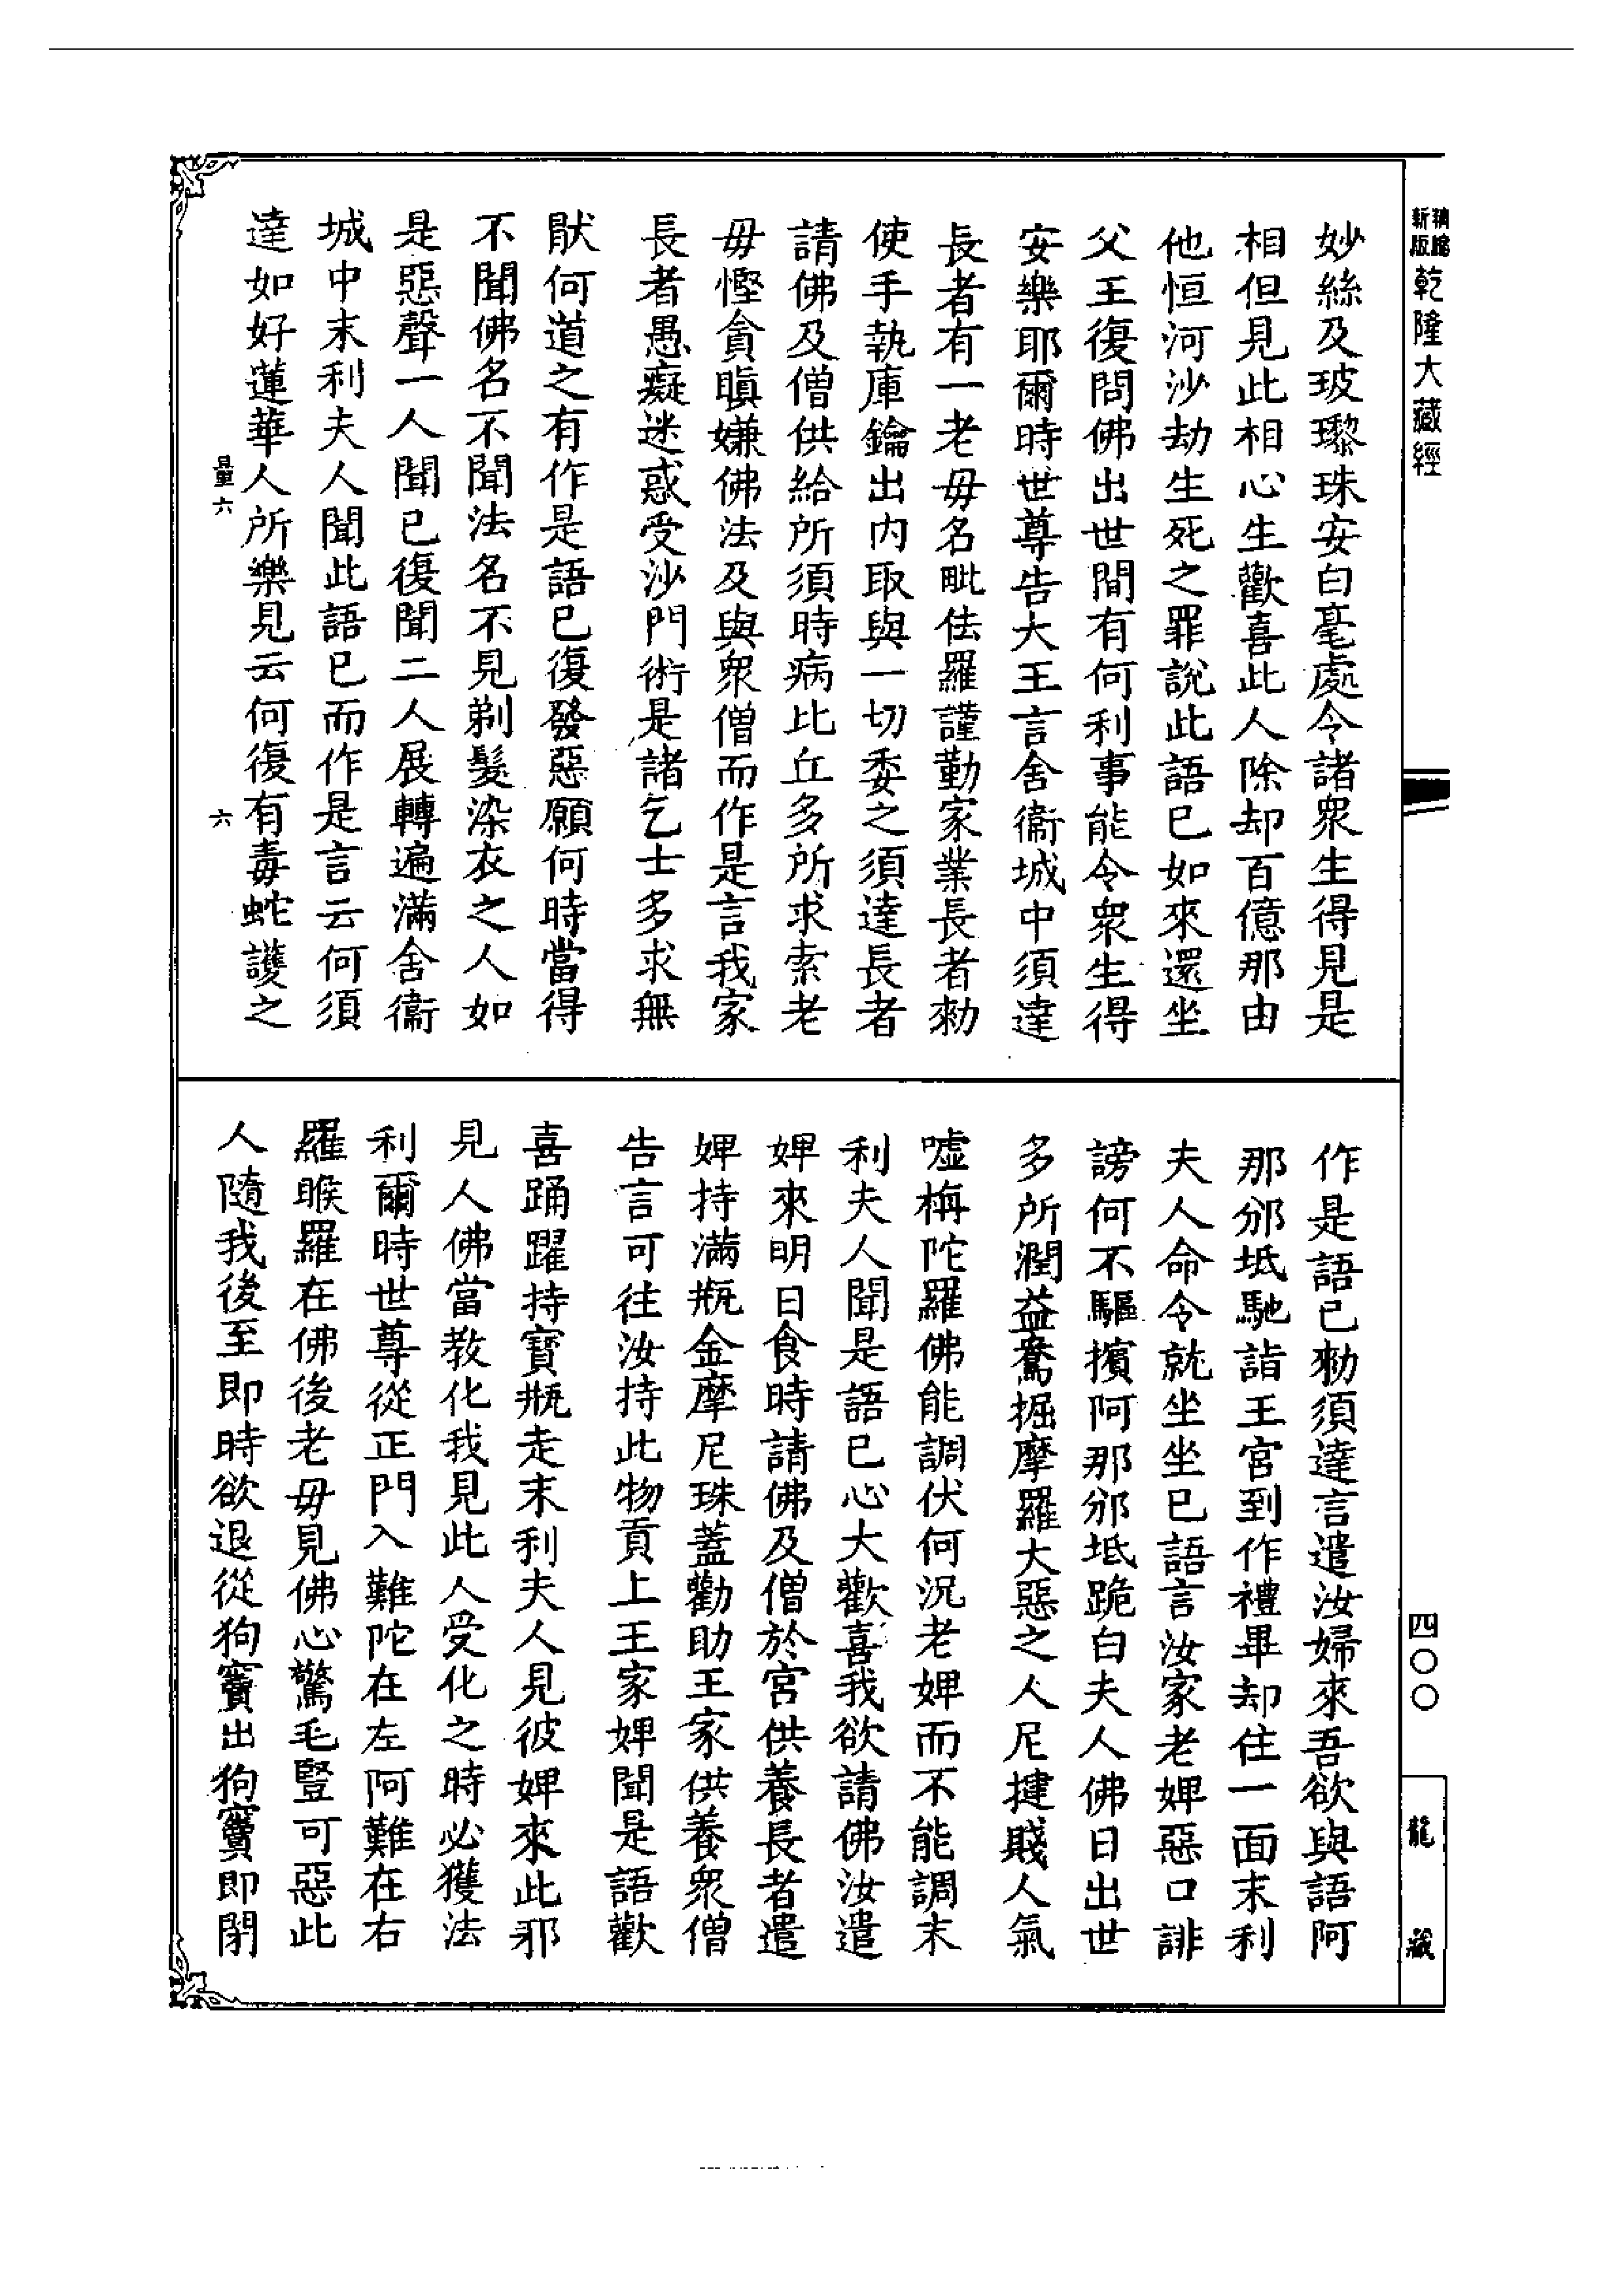 精縮新版乾隆大藏經
妙絲及玻瓈珠安白毫處令諸眾生得見是
相但見此相心生歡喜此人除却百億那由
他恒河沙劫生死之罪說此語已如來還坐
父王復問佛出世間有何利事能令眾生得
安樂耶爾時世尊告大王言舍衞城中須達
長者有一老毋名毗佉羅謹勤家業長者勑
使手執庫鑰出內取與一切委之須達長者
請佛及僧供給所須時病比丘多所求索老
毋慳貪瞋嫌佛法及與衆僧而作是言我家
長者愚癡迷惑受沙門術是諸乞士多求無
猒何道之有作是語已復發惡願何時當得
不聞佛名不聞法名不見剃髮染衣之人如
是惡聲一人聞已復聞二人展轉遍滿舍衞
城中末利夫人聞此語已而作是言云何須
達如好蓮華人所樂見云何復有毒蛇護之
量六 六
作是語已勑須達言遣汝婦來吾欲與語阿
那邠坻馳詣王宮到作禮畢却住一面末利
夫人命令就坐坐已語言汝家老婢惡口誹
謗何不驅擯阿那邠坻跪白夫人佛日出世
多所潤益鴦掘摩羅大惡之人尼揵賤人氣
噓栴陀羅佛能調伏何況老婢而不能調末
利夫人聞是語已心大歡喜我欲請佛汝遣
婢來明日食時請佛及僧於宮供養長者遣
婢持滿瓶金摩尼珠蓋勸助王家供養衆僧
告言可往汝持此物貢上王家婢聞是語歡
喜踊躍持寶瓶走末利夫人見彼婢來此邪
見人佛當教化我見此人受化之時必獲法
利爾時世尊從正門入難陀在左阿難在右
羅睺羅在佛後老毋見佛心驚毛豎可惡此
人隨我後至即時欲退從狗竇出狗竇即閉
四〇〇
龍藏